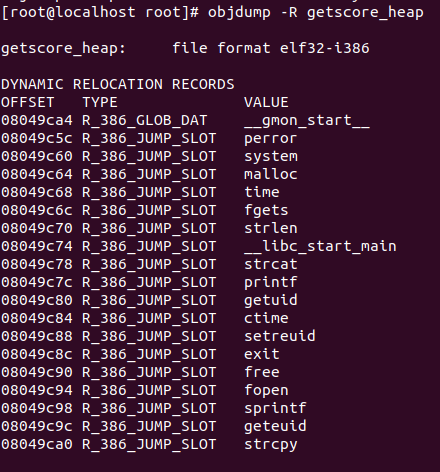 [root@localhost root]# objdump -R getscore_heap
getscore_heap:     file format elf32-i386
DYNAMIC RELOCATION RECORDS
OFFSET   TYPE              VALUE
08049ca4 R_386_GLOB_DAT    __gmon_start__
08049c5c R_386_JUMP_SLOT   perror
08049c60 R_386_JUMP_SLOT   system
08049c64 R_386_JUMP_SLOT   malloc
08049c68 R_386_JUMP_SLOT   time
08049c6c R_386_JUMP_SLOT   fgets
08049c70 R_386_JUMP_SLOT   strlen
08049c74 R_386_JUMP_SLOT   __libc_start_main
08049c78 R_386_JUMP_SLOT   strcat
08049c7c R_386_JUMP_SLOT   printf
08049c80 R_386_JUMP_SLOT   getuid
08049c84 R_386_JUMP_SLOT   ctime
08049c88 R_386_JUMP_SLOT   setreuid
08049c8c R_386_JUMP_SLOT   exit
08049c90 R_386_JUMP_SLOT   free
08049c94 R_386_JUMP_SLOT   fopen
08049c98 R_386_JUMP_SLOT   sprintf
08049c9c R_386_JUMP_SLOT   geteuid
08049ca0 R_386_JUMP_SLOT   strcpy